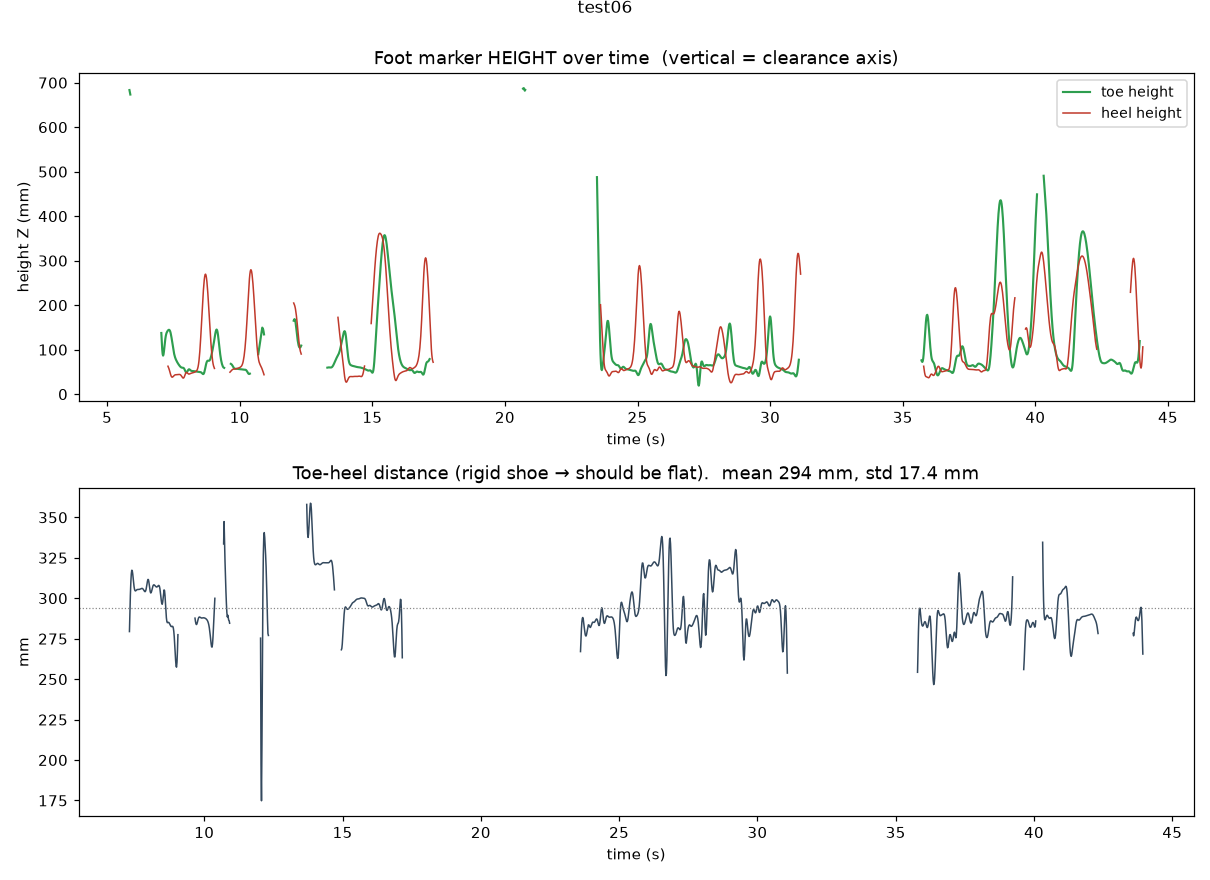 test06
Foot marker HEIGHT over time  (vertical = clearance axis)
height Z (mm)
700
600
500
400
300
200
100
0
toe height
heel height
5 10 15 20 25 30 35 40 45
time (s)
Toe-heel distance (rigid shoe → should be flat).  mean 294 mm, std 17.4 mm
mm
350
325
300
275
250
225
200
175
10 15 20 25 30 35 40 45
time (s)